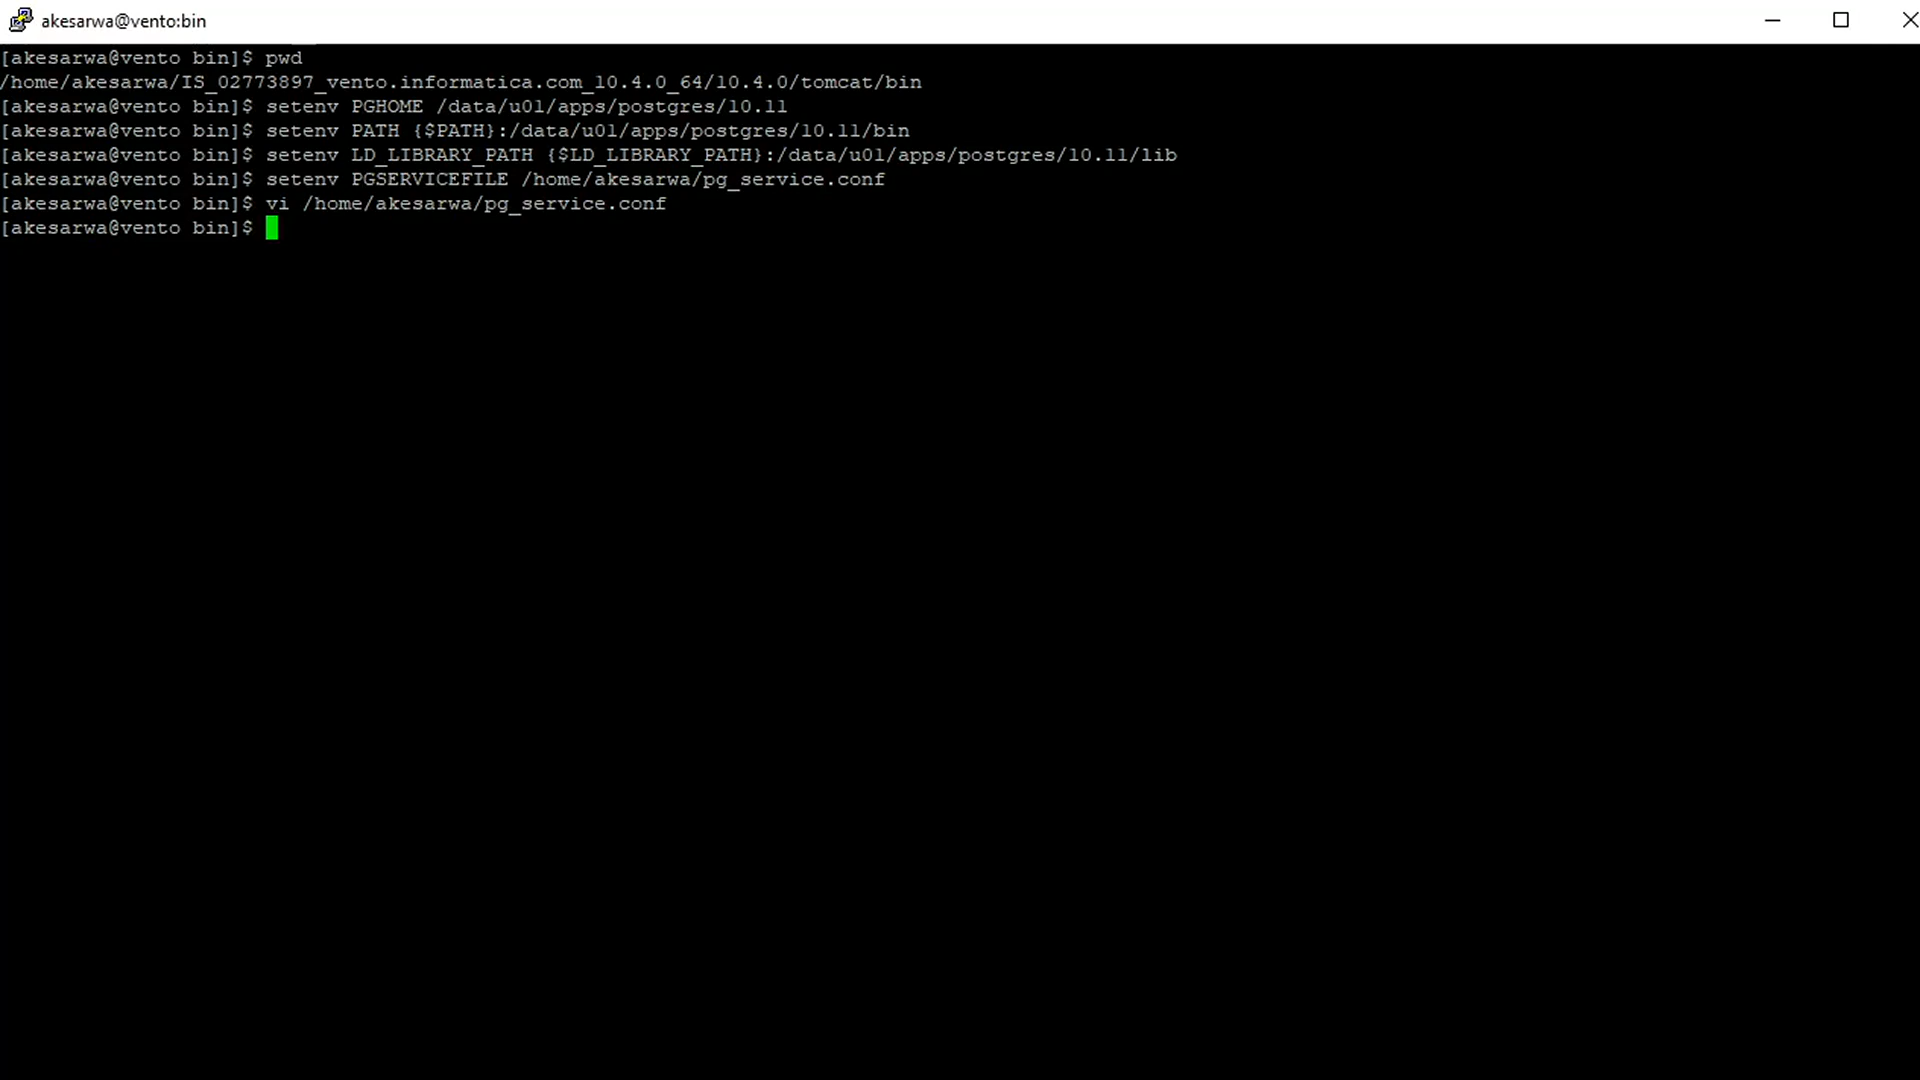 akesarwa@vento:bin
[akesarwa@vento bin]$ pwd
/home/akesarwa/IS_02773897_vento.informatica.com_10.4.0_64/10.4.0/tomcat/bin
[akesarwa@vento bin]$ setenv PGHOME /data/u01/apps/postgres/10.11
[akesarwa@vento bin]$ setenv PATH {$PATH}:/data/u01/apps/postgres/10.11/bin
[akesarwa@vento bin]$ setenv LD_LIBRARY_PATH {$LD_LIBRARY_PATH}:/data/u01/apps/postgres/10.11/lib
[akesarwa@vento bin]$ setenv PGSERVICEFILE /home/akesarwa/pg_service.conf
[akesarwa@vento bin]$ vi /home/akesarwa/pg_service.conf
[akesarwa@vento bin]$